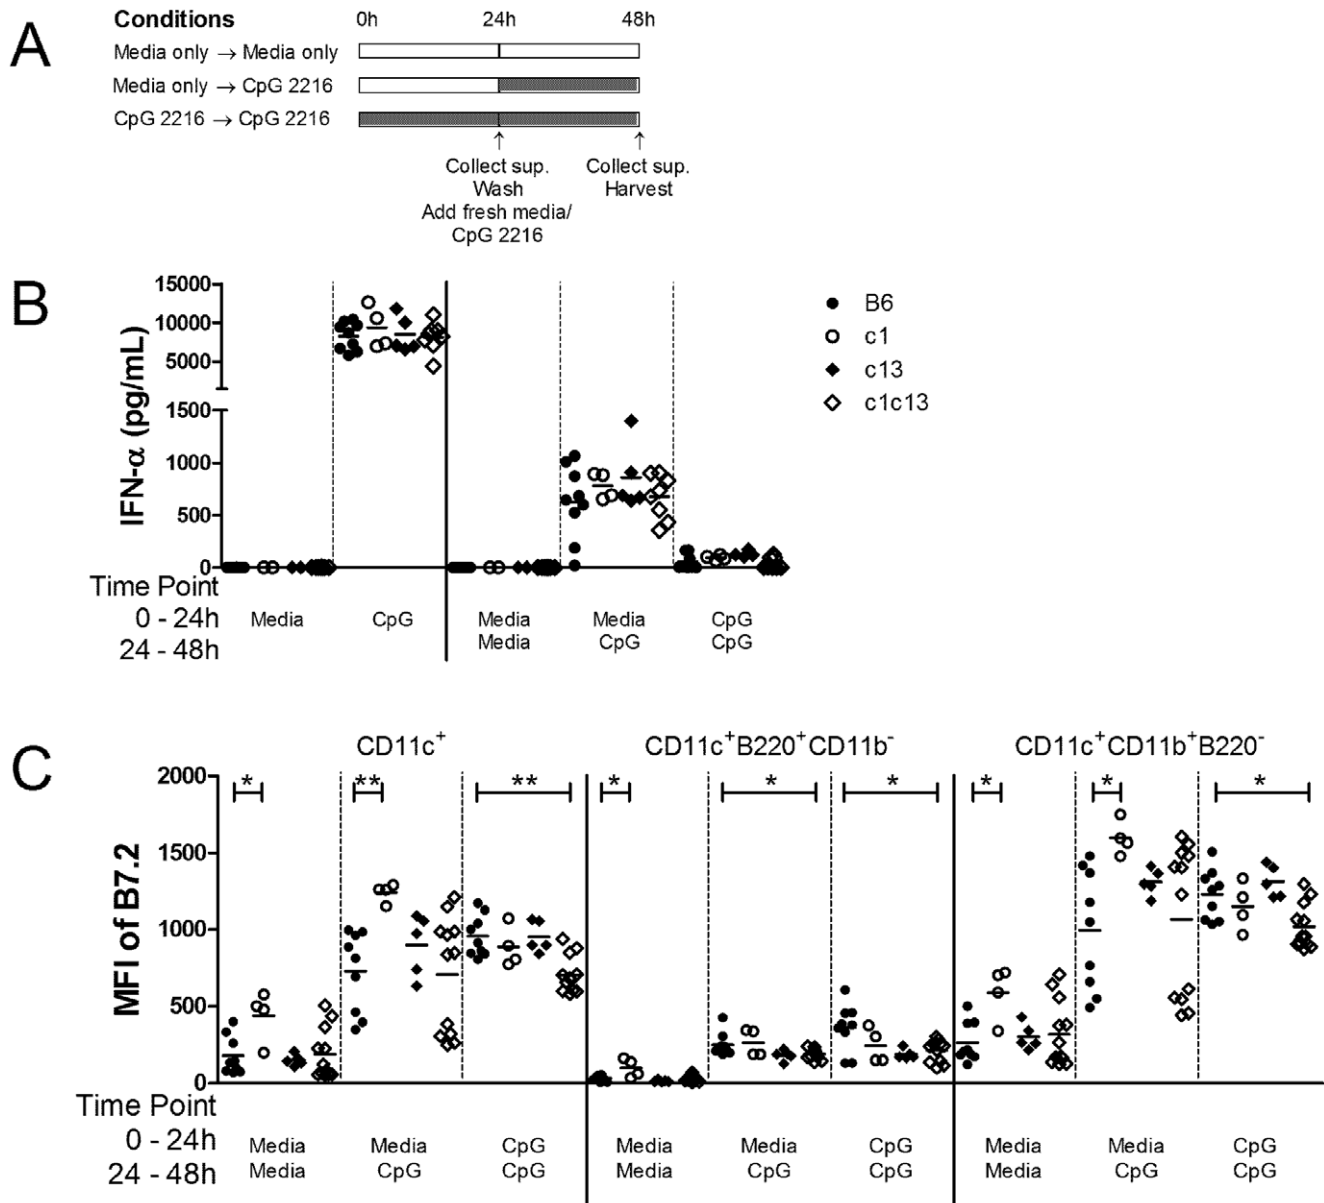 A
Conditions 0h 24h 48h
Media only → Media only
Media only → CpG 2216
CpG 2216 → CpG 2216
↑ ↑
Collect sup. Collect sup.
Wash Harvest
Add fresh media/
CpG 2216
B
IFN-α (pg/mL)
15000
10000
5000
1500
1000
500
0
B6
c1
c13
c1c13
Time Point
0 - 24h Media CpG Media Media CpG
24 - 48h Media CpG CpG
C
CD11c⁺ CD11c⁺B220⁺CD11b⁻ CD11c⁺CD11b⁺B220⁻
MFI of B7.2
2000
1500
1000
500
0
* ** ** * * * * * *
Time Point
0 - 24h Media Media CpG Media Media CpG Media Media CpG
24 - 48h Media CpG CpG Media CpG CpG Media CpG CpG